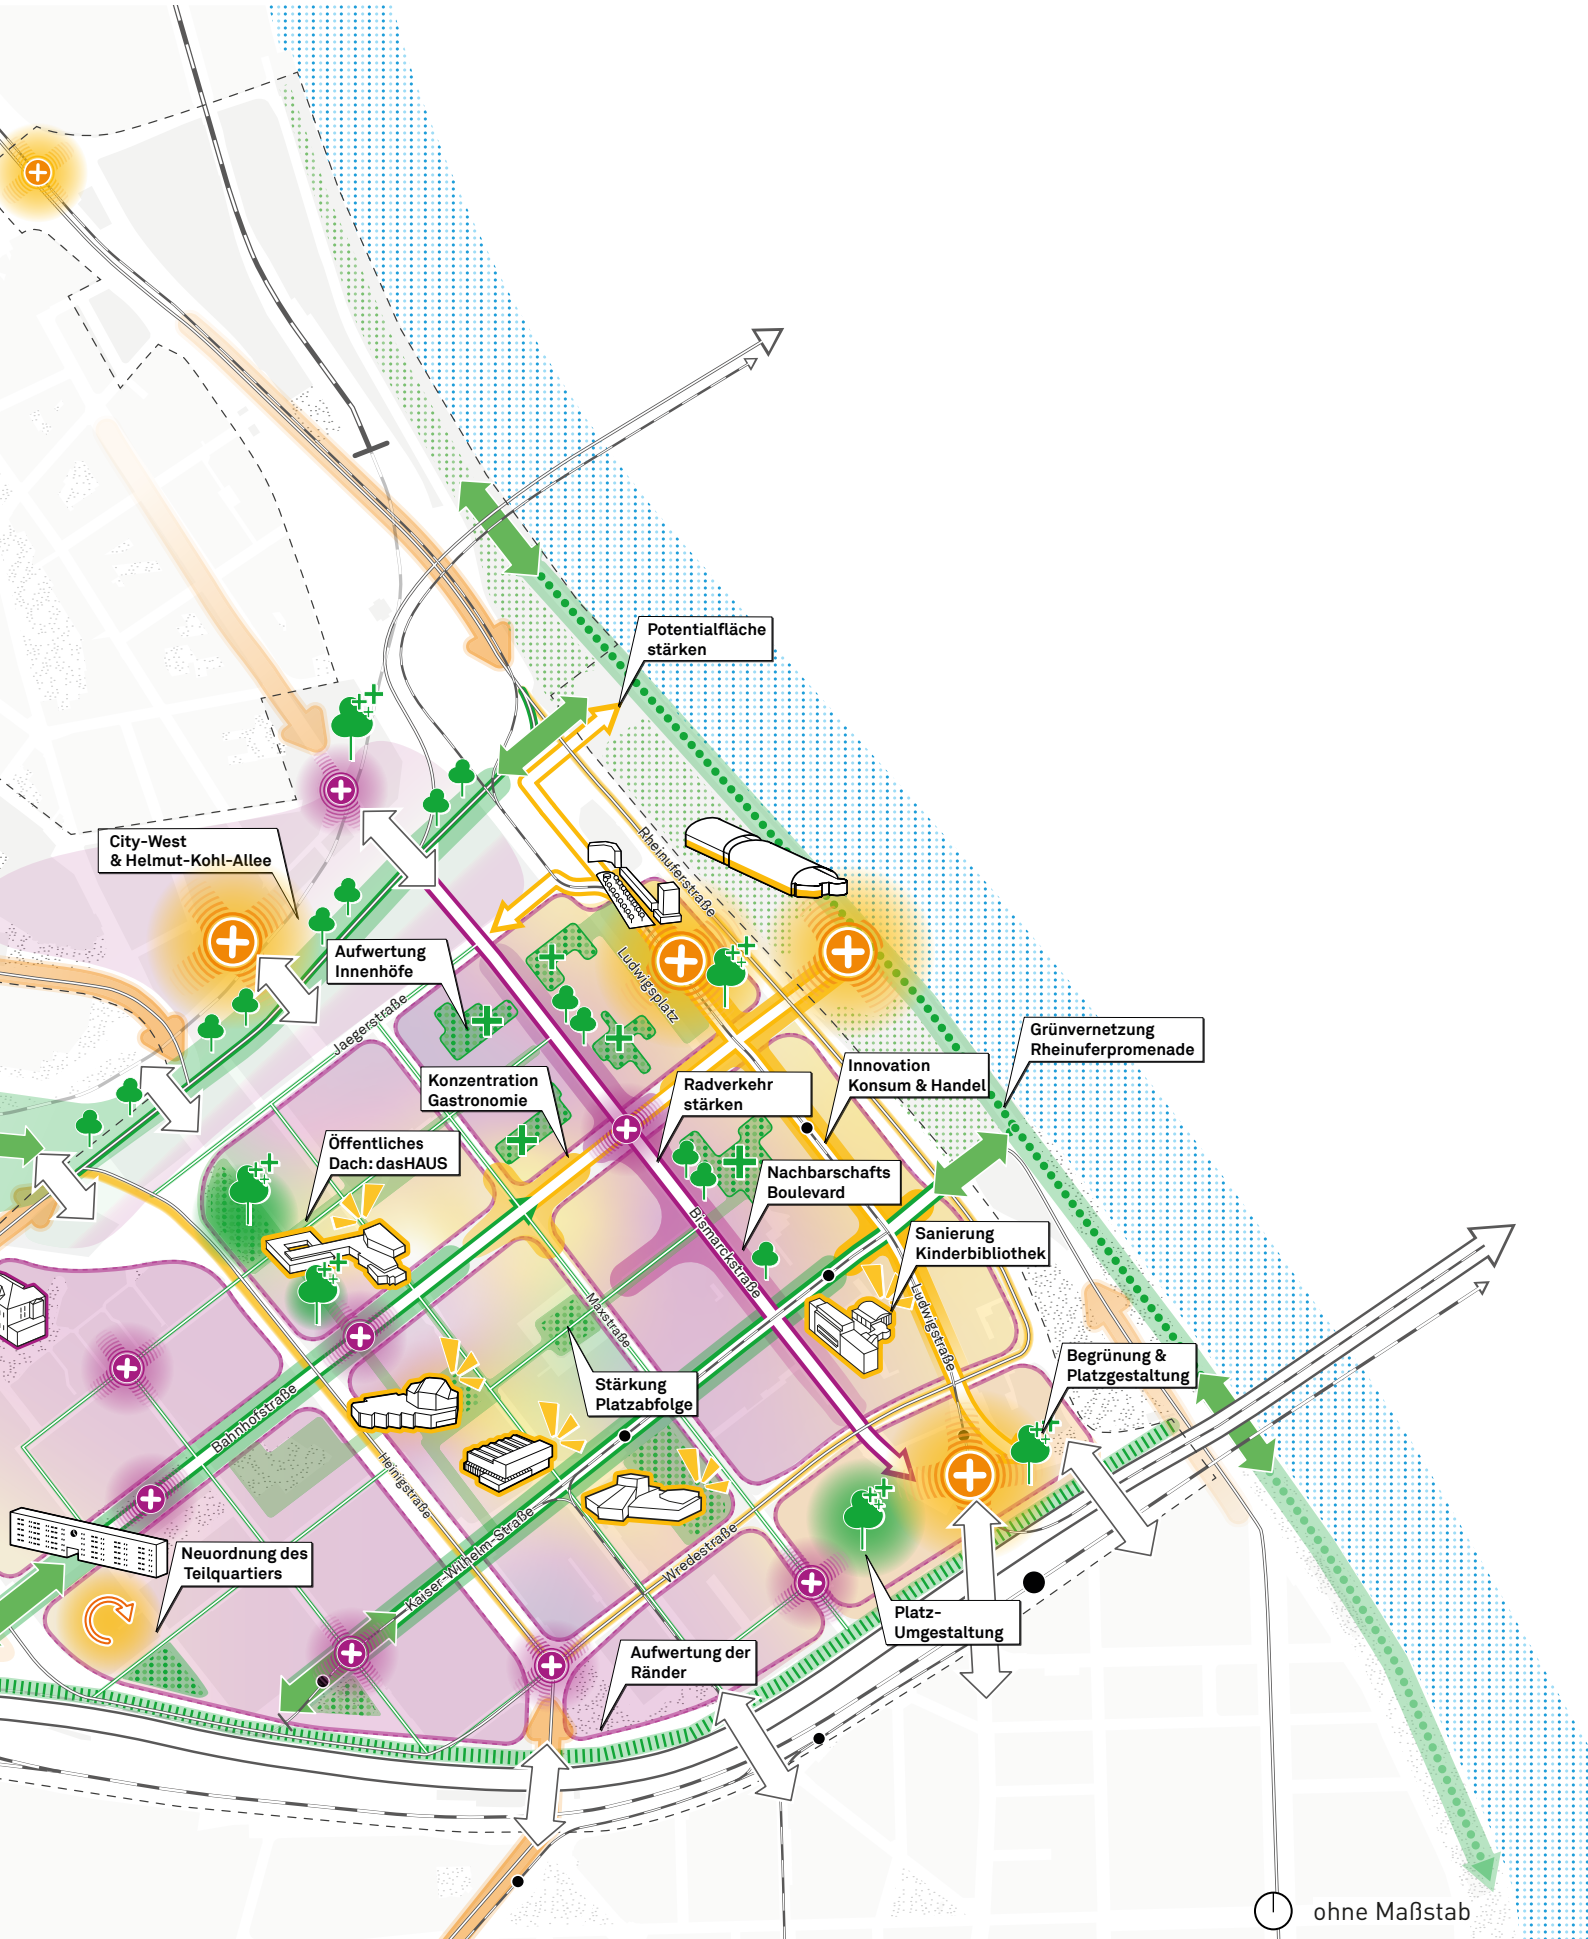 Potentialfläche
stärken
City-West
& Helmut-Kohl-Allee
Rheinuferstraße
Aufwertung
Innenhöfe
Ludwigsplatz
Jaegerstraße
Grünvernetzung
Rheinuferpromenade
Innovation
Konsum & Handel
Konzentration
Gastronomie
Radverkehr
stärken
Öffentliches
Dach: dasHAUS
Nachbarschafts
Boulevard
Bismarckstraße
Sanierung
Kinderbibliothek
Maxstraße
Ludwigstraße
Begrünung &
Platzgestaltung
Stärkung
Platzabfolge
Bahnhofstraße
Heinigstraße
Kaiser-Wilhelm-Straße
Wredestraße
Neuordnung des
Teilquartiers
Platz-
Umgestaltung
Aufwertung der
Ränder
ohne Maßstab